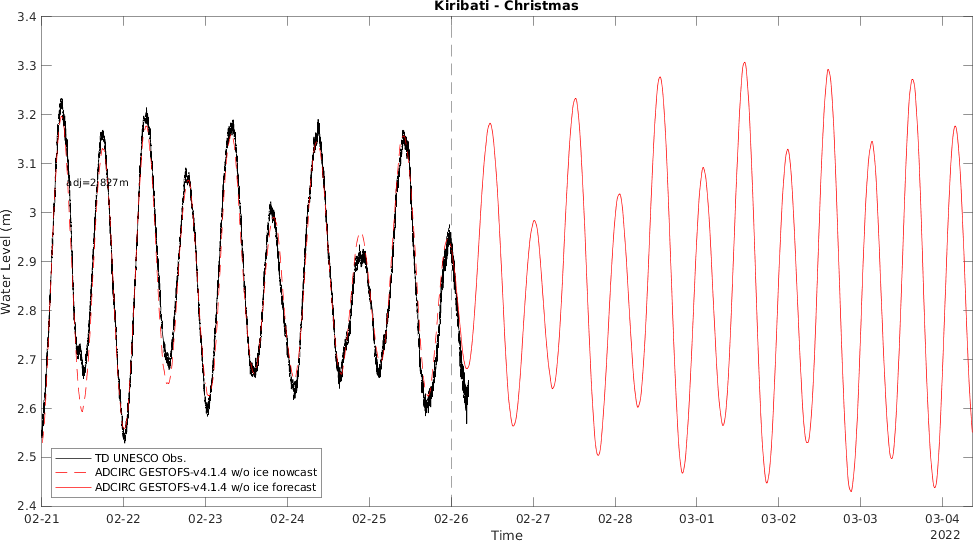 Kiribati - Christmas
3.4
3.3
3.2
3.1
3
2.9
2.8
2.7
2.6
2.5
2.4
Water Level (m)
adj=2.827m
TD UNESCO Obs.
ADCIRC GESTOFS-v4.1.4 w/o ice nowcast
ADCIRC GESTOFS-v4.1.4 w/o ice forecast
02-21 02-22 02-23 02-24 02-25 02-26 02-27 02-28 03-01 03-02 03-03 03-04
Time
2022